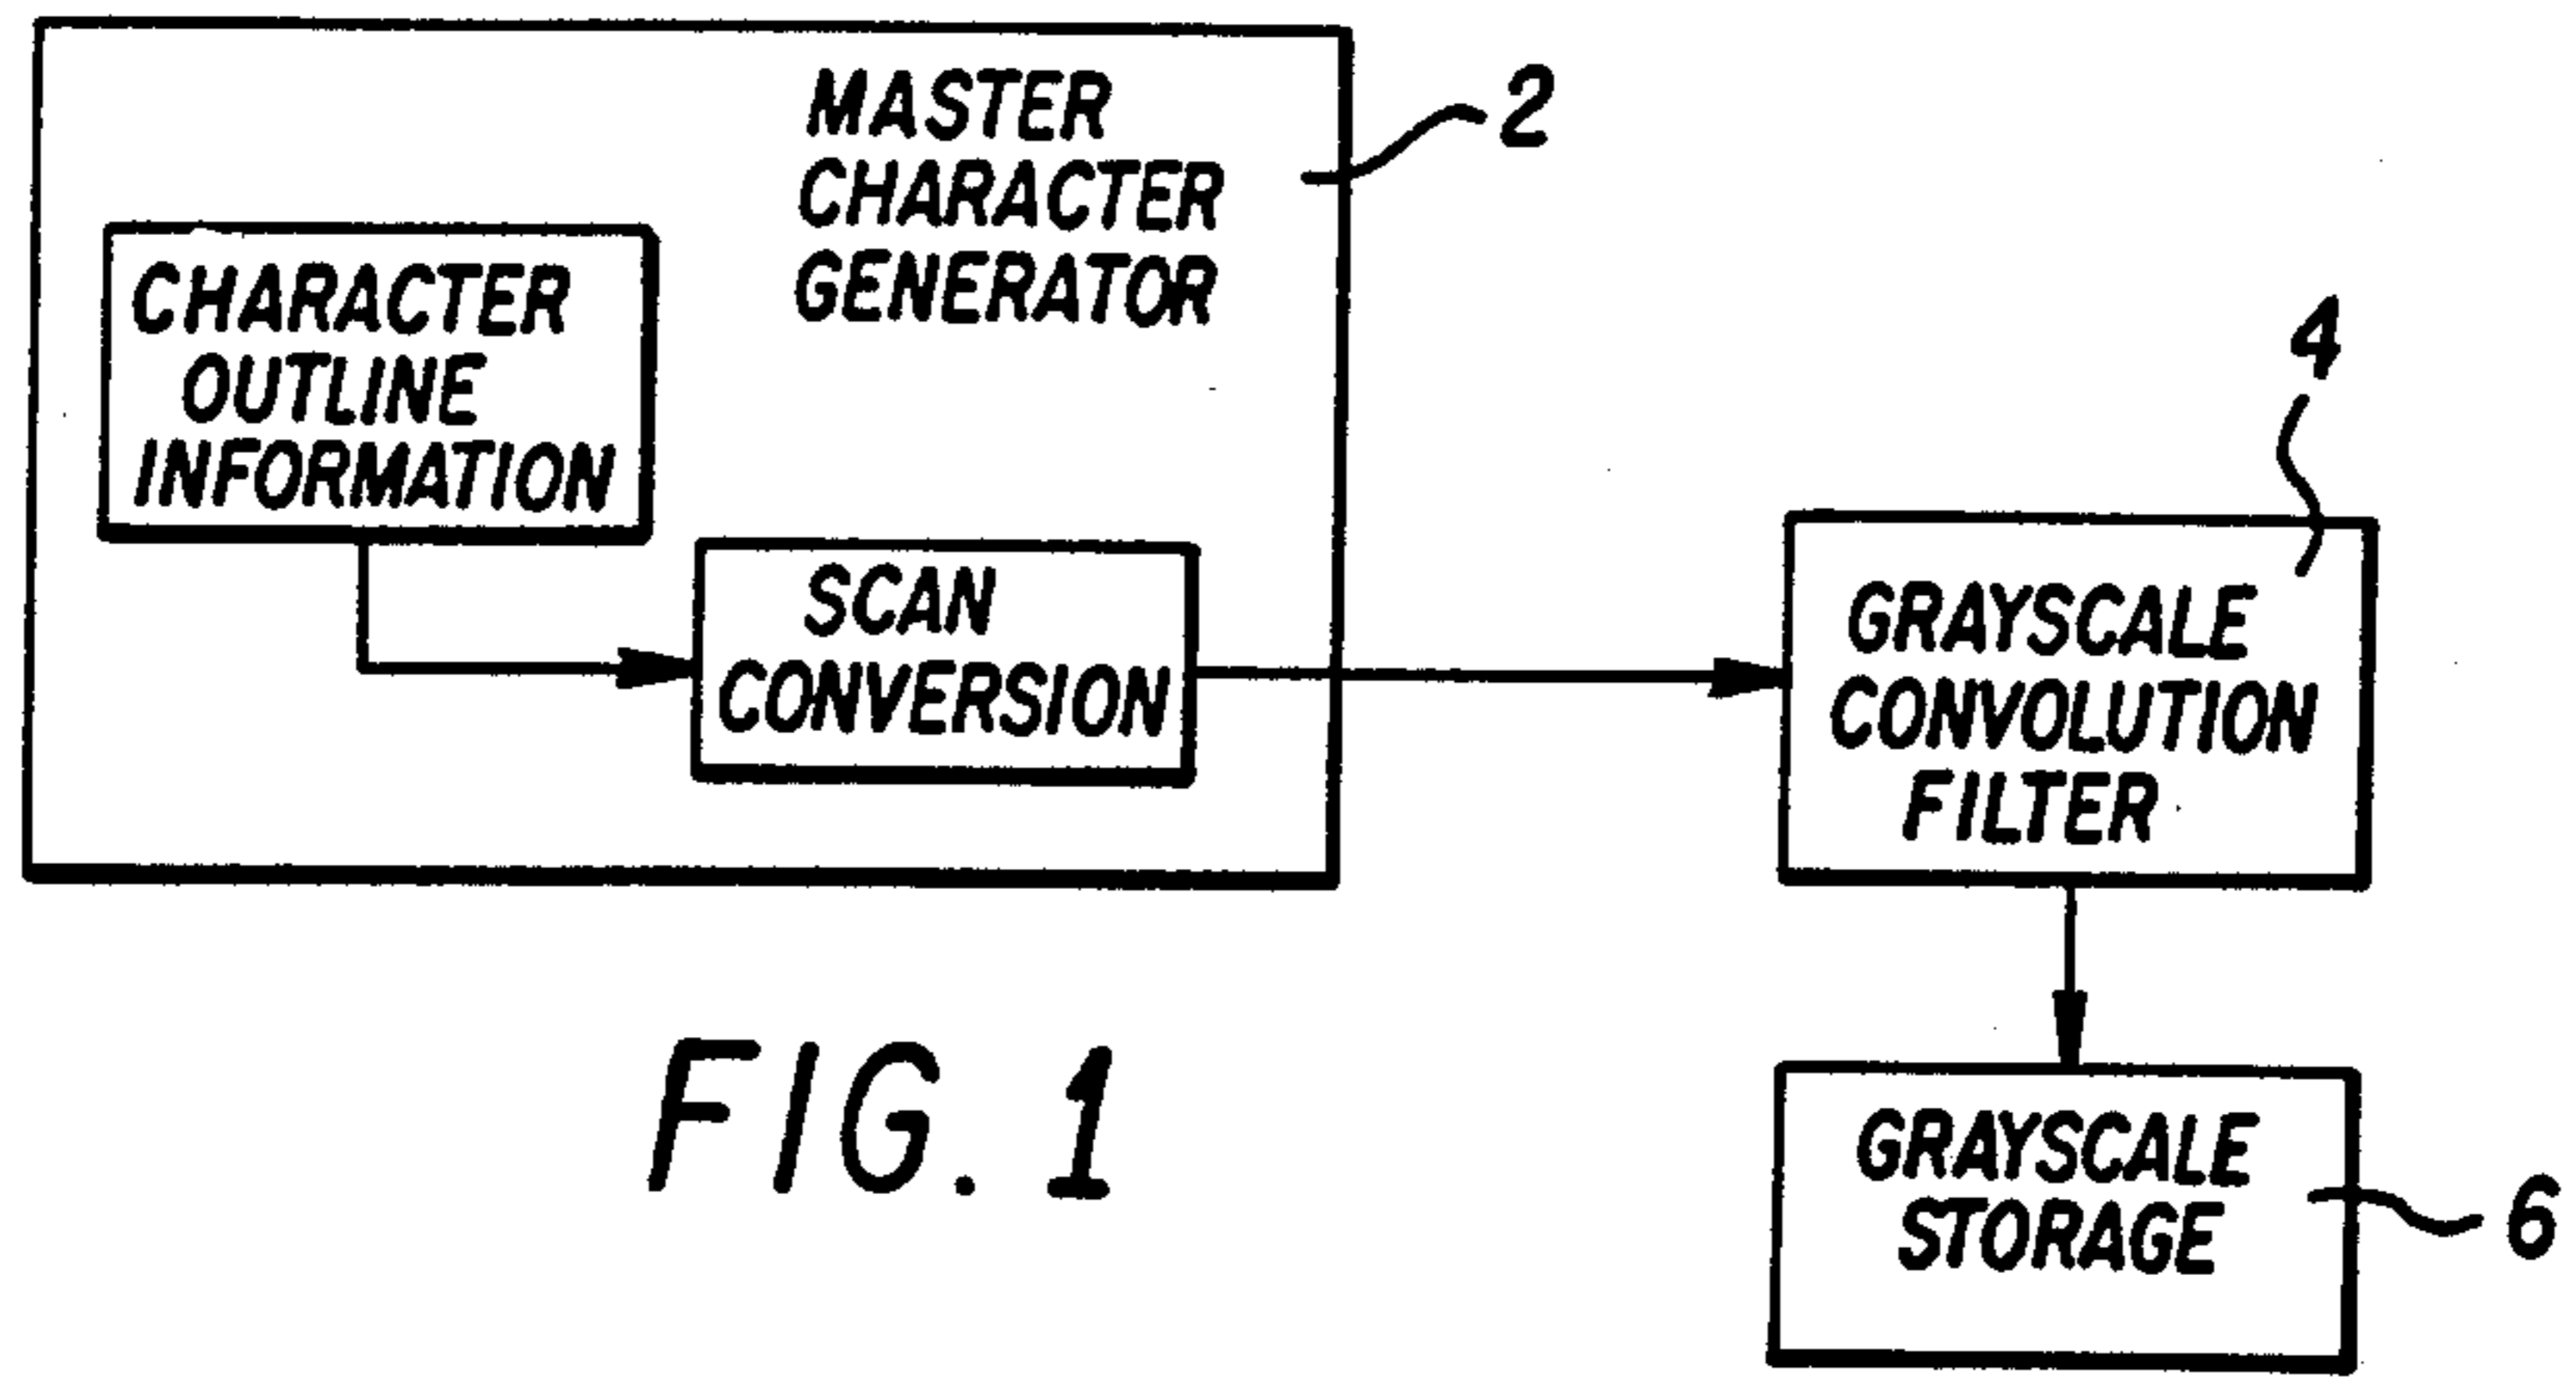 MASTER
CHARACTER
GENERATOR
2
CHARACTER
OUTLINE
INFORMATION
SCAN
CONVERSION
4
GRAYSCALE
CONVOLUTION
FILTER
GRAYSCALE
STORAGE
6
FIG. 1